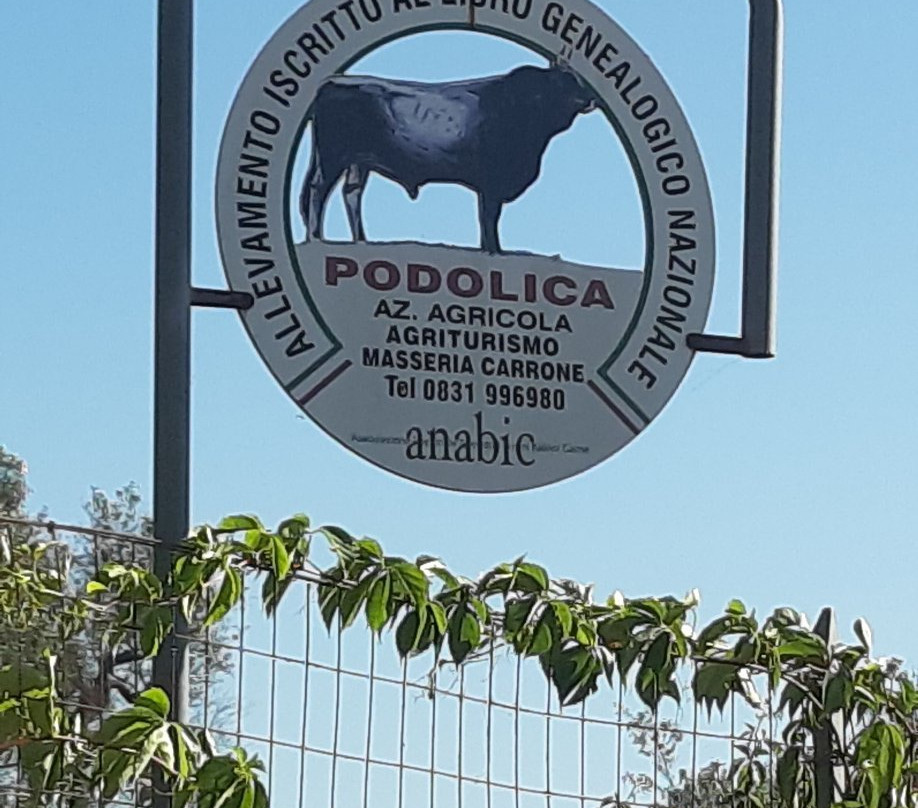 ALLEVAMENTO ISCRITTO AL LIBRO GENEALOGICO NAZIONALE
PODOLICA
AZ. AGRICOLA
AGRITURISMO
MASSERIA CARRONE
Tel 0831 996980
anabic